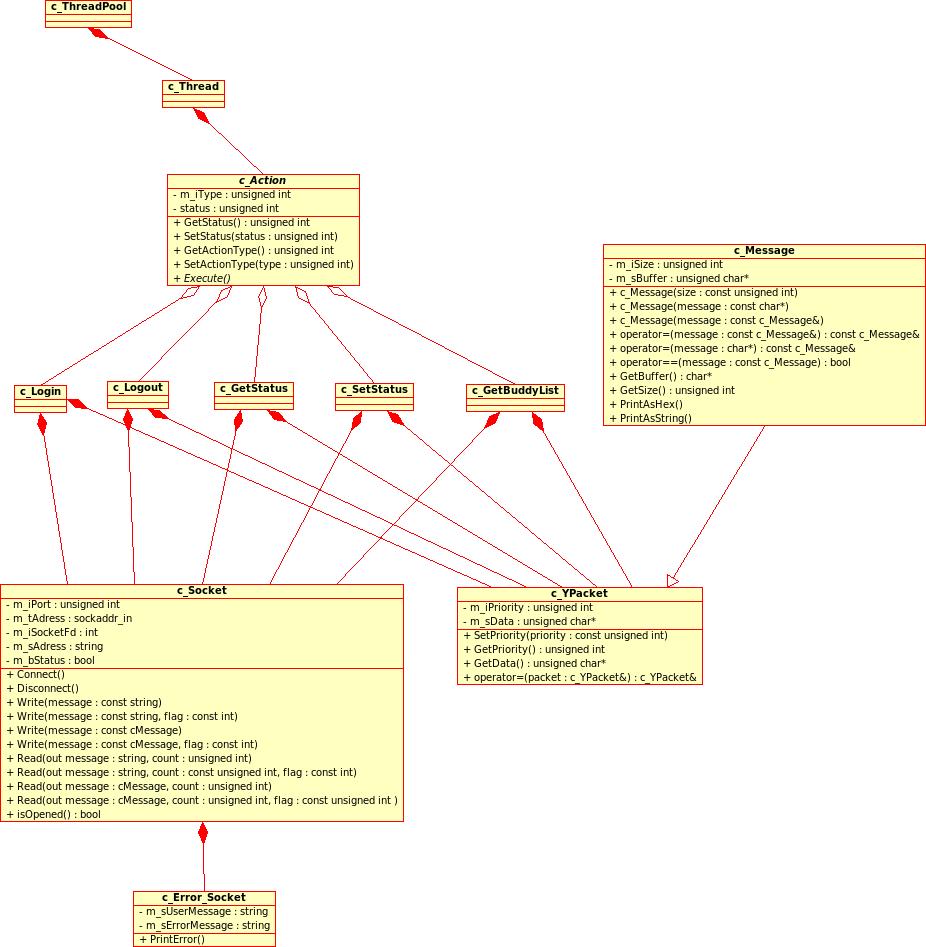 c_ThreadPool
c_Thread
c_Action
- m_iType : unsigned int
- status : unsigned int
+ GetStatus() : unsigned int
+ SetStatus(status : unsigned int)
+ GetActionType() : unsigned int
+ SetActionType(type : unsigned int)
+ Execute()
c_Message
- m_iSize : unsigned int
- m_sBuffer : unsigned char*
+ c_Message(size : const unsigned int)
+ c_Message(message : const char*)
+ c_Message(message : const c_Message&)
+ operator=(message : const c_Message&) : const c_Message&
+ operator=(message : char*) : const c_Message&
+ operator==(message : const c_Message) : bool
+ GetBuffer() : char*
+ GetSize() : unsigned int
+ PrintAsHex()
+ PrintAsString()
c_Login
c_Logout
c_GetStatus
c_SetStatus
c_GetBuddyList
c_Socket
- m_iPort : unsigned int
- m_tAdress : sockaddr_in
- m_iSocketFd : int
- m_sAdress : string
- m_bStatus : bool
+ Connect()
+ Disconnect()
+ Write(message : const string)
+ Write(message : const string, flag : const int)
+ Write(message : const cMessage)
+ Write(message : const cMessage, flag : const int)
+ Read(out message : string, count : unsigned int)
+ Read(out message : string, count : const unsigned int, flag : const int)
+ Read(out message : cMessage, count : unsigned int)
+ Read(out message : cMessage, count : unsigned int, flag : const unsigned int )
+ isOpened() : bool
c_YPacket
- m_iPriority : unsigned int
- m_sData : unsigned char*
+ SetPriority(priority : const unsigned int)
+ GetPriority() : unsigned int
+ GetData() : unsigned char*
+ operator=(packet : c_YPacket&) : c_YPacket&
c_Error_Socket
- m_sUserMessage : string
- m_sErrorMessage : string
+ PrintError()